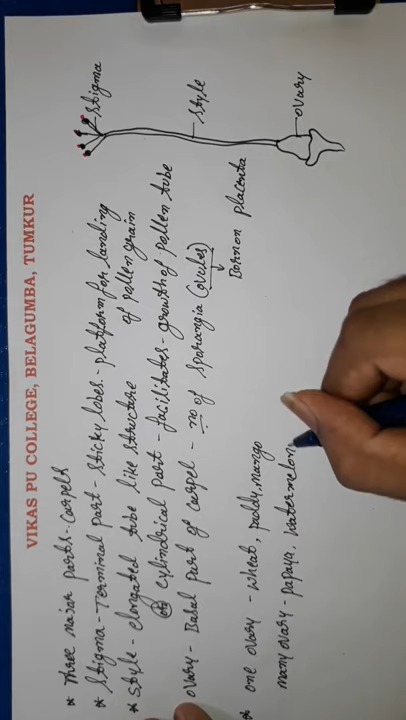 VIKAS PU COLLEGE, BELAGUMBA, TUMKUR
Stigma
Style
ovary
* Three major parts - carpels
* Stigma - Terminal part - sticky lobes - platform for landing of pollen grain
* Style - elongated tube like structure
(or) cylindrical part - facilitates - growth of pollen tube
ovary - Basal part of carpel - no of sporangia (ovules)
Born on placenta
* one ovary - wheat, paddy, mango
many ovary - papaya, watermelon